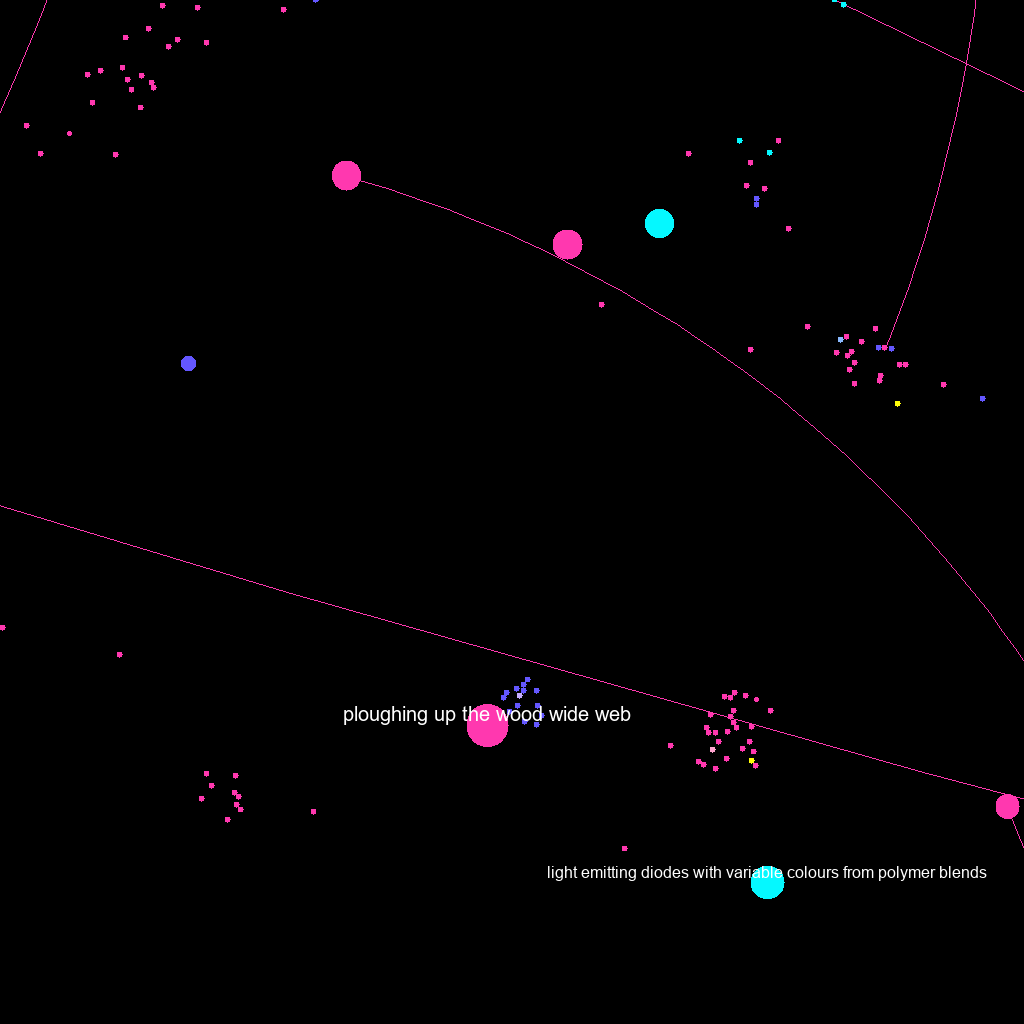 ploughing up the wood wide web
light emitting diodes with variable colours from polymer blends